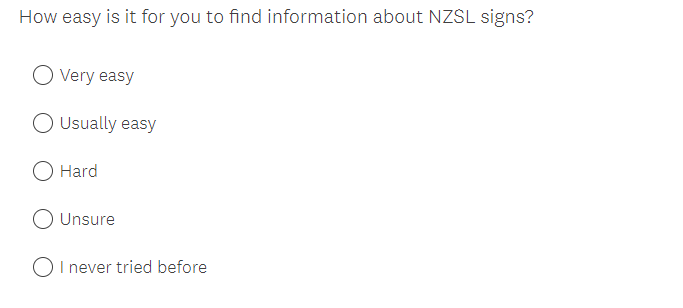 How easy is it for you to find information about NZSL signs?
Very easy
Usually easy
Hard
Unsure
I never tried before